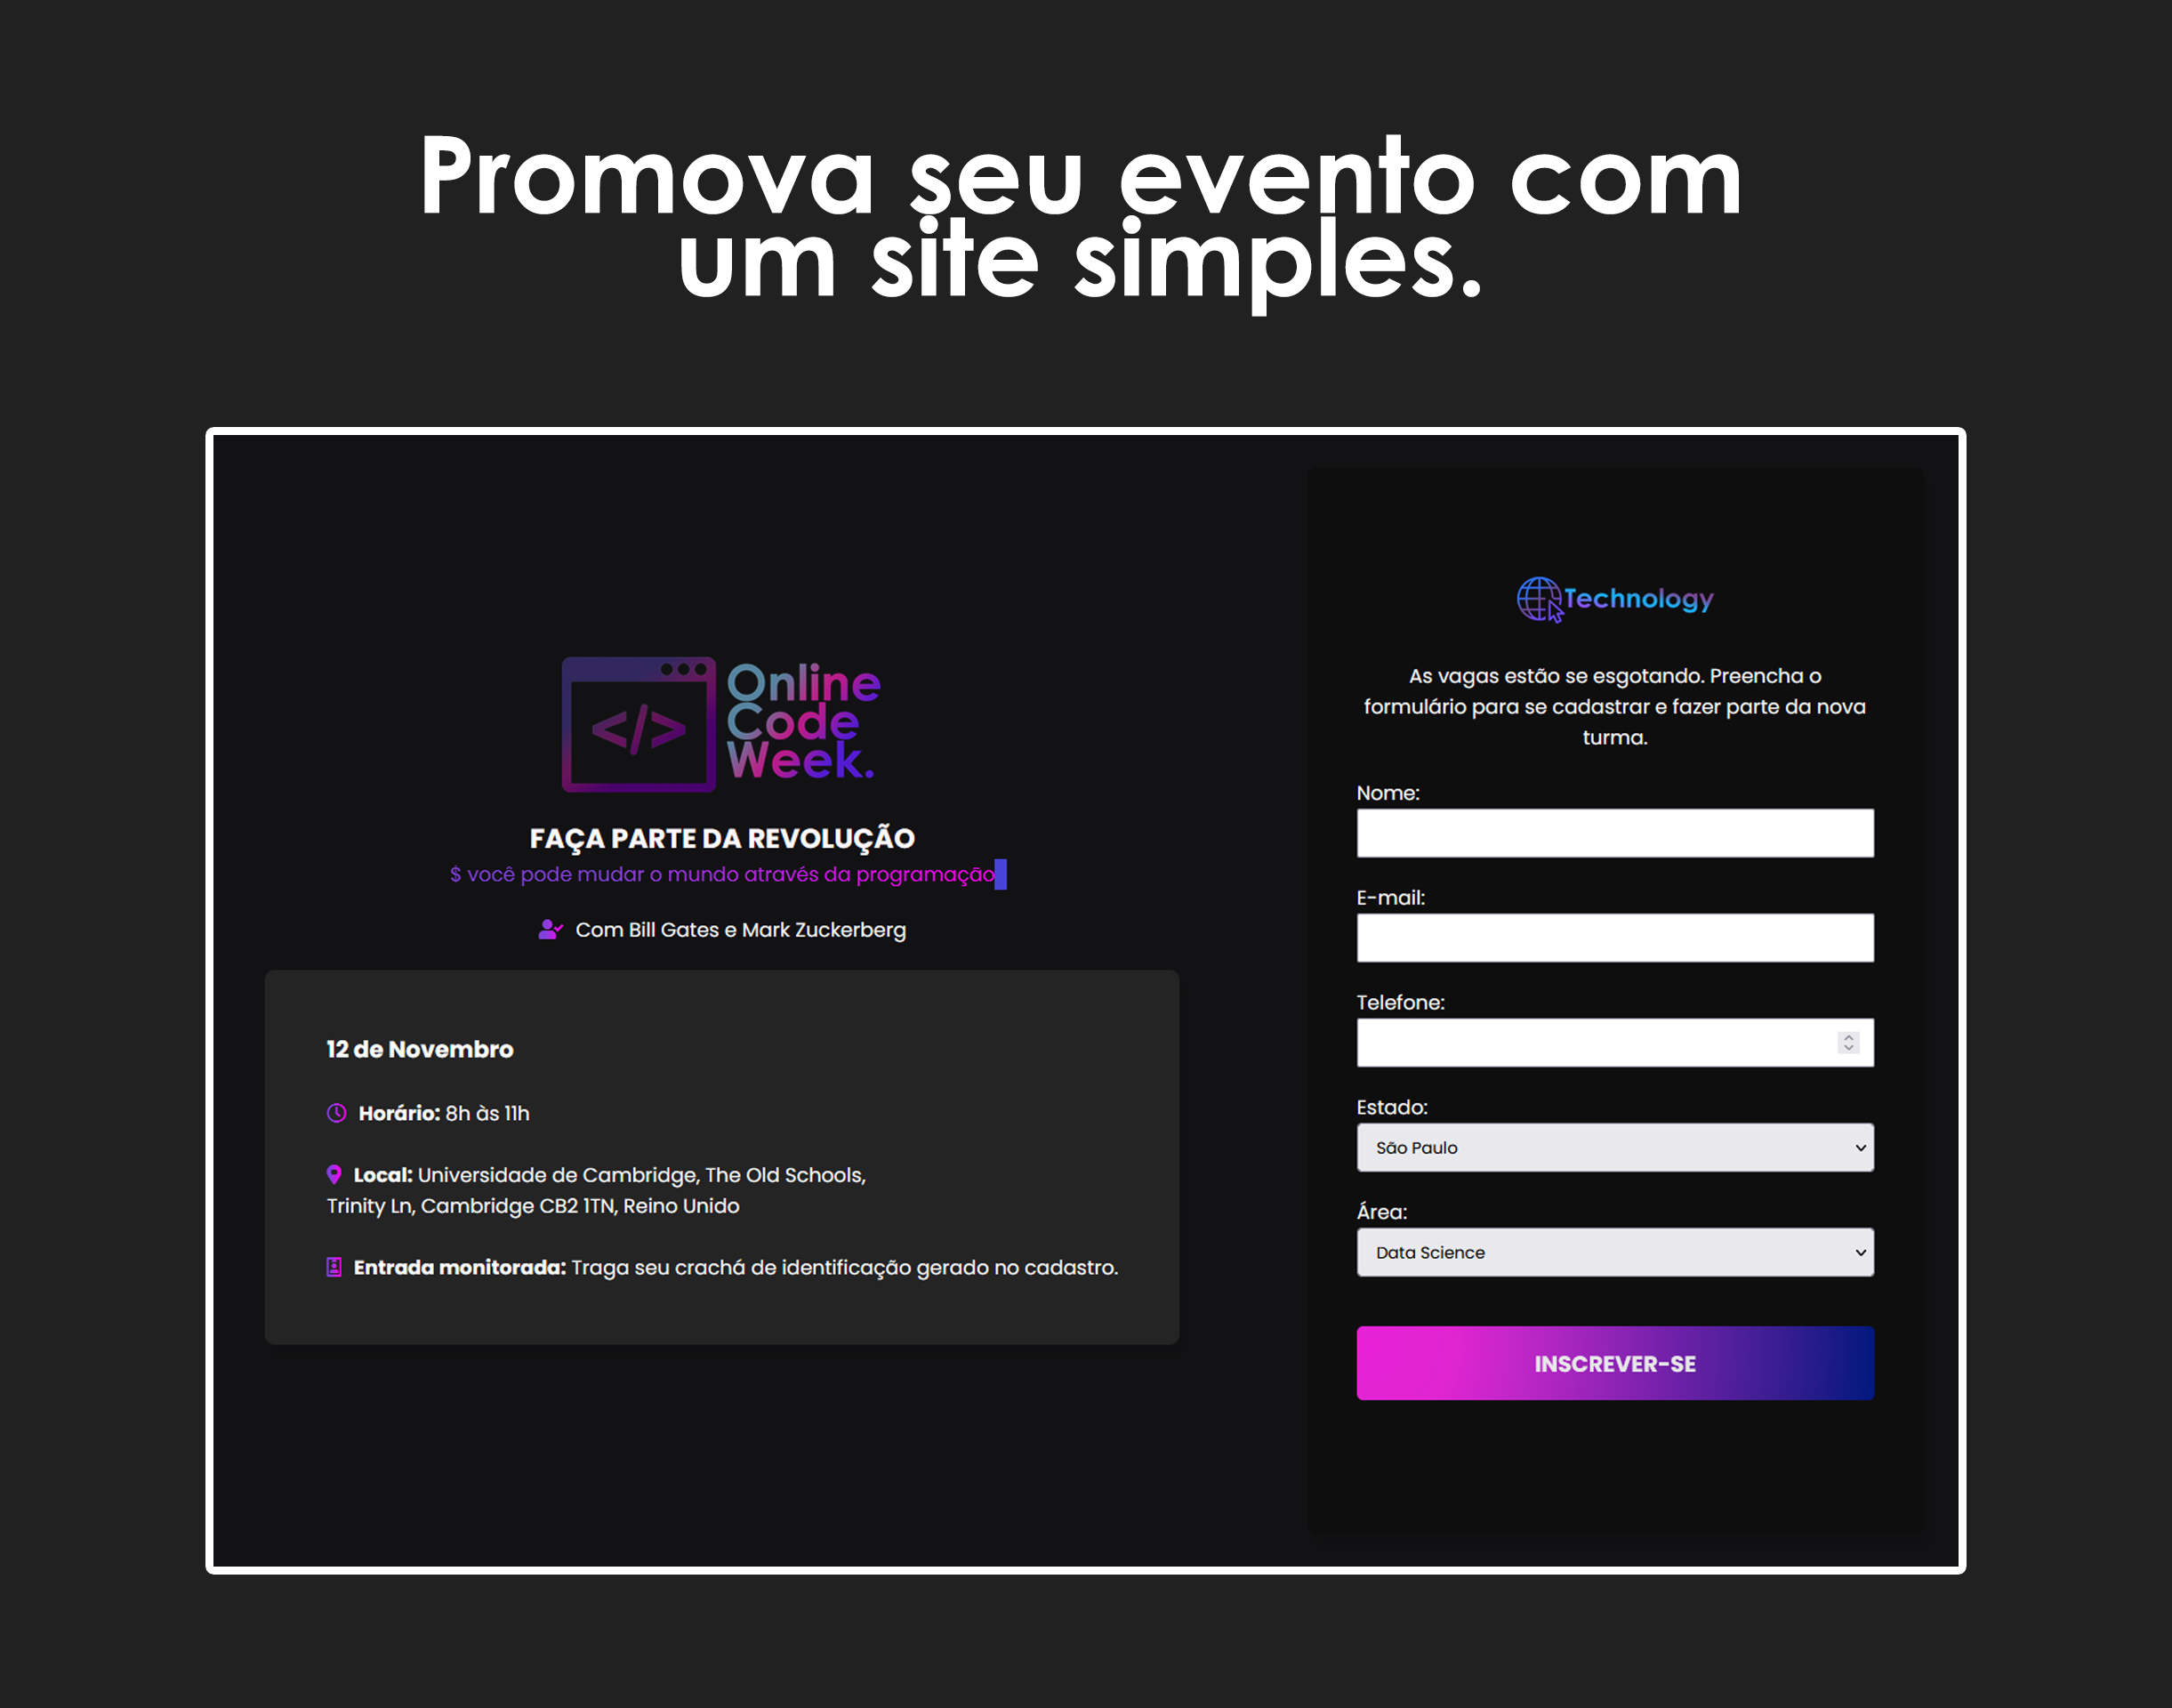 Promova seu evento com
um site simples.
</>
Online
Code
Week.
FAÇA PARTE DA REVOLUÇÃO
$ você pode mudar o mundo através da programação
Com Bill Gates e Mark Zuckerberg
12 de Novembro
Horário: 8h às 11h
Local: Universidade de Cambridge, The Old Schools,
Trinity Ln, Cambridge CB2 1TN, Reino Unido
Entrada monitorada: Traga seu crachá de identificação gerado no cadastro.
Technology
As vagas estão se esgotando. Preencha o
formulário para se cadastrar e fazer parte da nova
turma.
Nome:
E-mail:
Telefone:
Estado:
São Paulo
Área:
Data Science
INSCREVER-SE